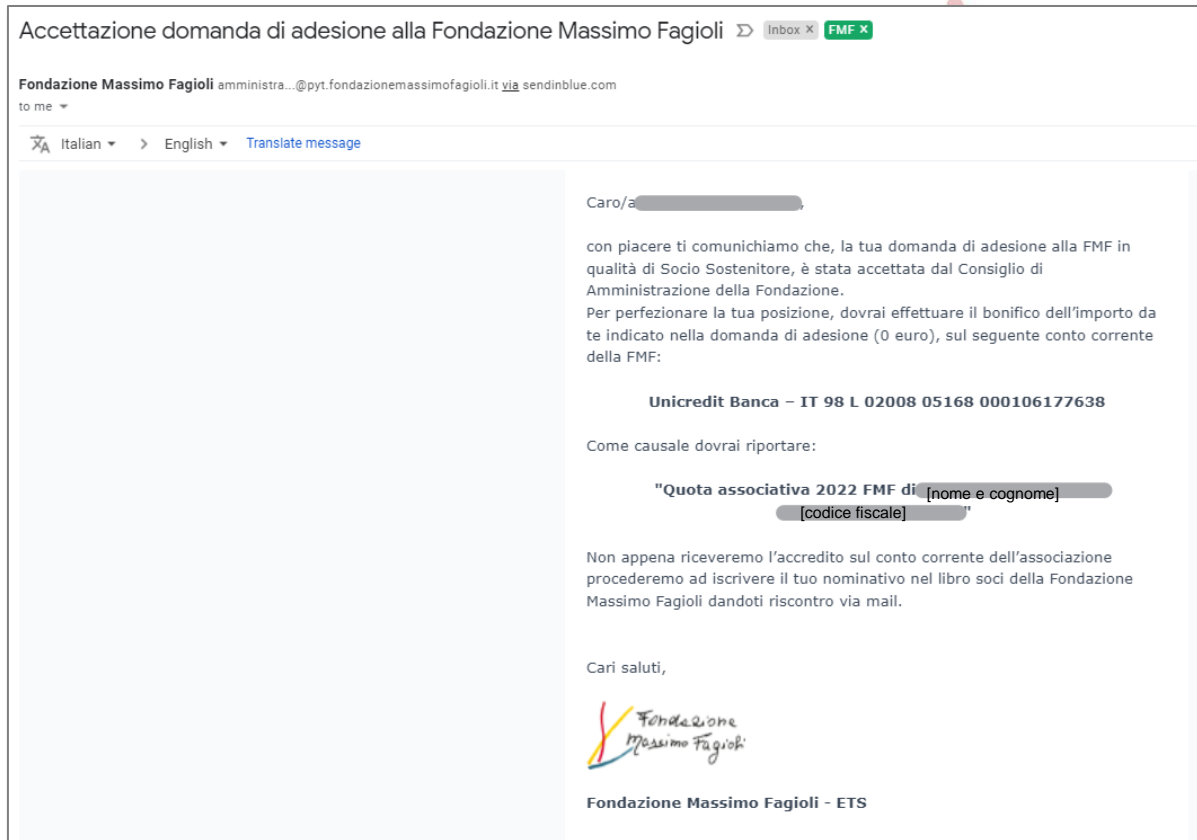 Accettazione domanda di adesione alla Fondazione Massimo Fagioli Inbox × FMF ×
Fondazione Massimo Fagioli amministra...@pyt.fondazionemassimofagioli.it via sendinblue.com
to me
Italian > English Translate message
Caro/a ,
con piacere ti comunichiamo che, la tua domanda di adesione alla FMF in
qualità di Socio Sostenitore, è stata accettata dal Consiglio di
Amministrazione della Fondazione.
Per perfezionare la tua posizione, dovrai effettuare il bonifico dell'importo da
te indicato nella domanda di adesione (0 euro), sul seguente conto corrente
della FMF:
Unicredit Banca – IT 98 L 02008 05168 000106177638
Come causale dovrai riportare:
"Quota associativa 2022 FMF di [nome e cognome]
[codice fiscale] "
Non appena riceveremo l'accredito sul conto corrente dell'associazione
procederemo ad iscrivere il tuo nominativo nel libro soci della Fondazione
Massimo Fagioli dandoti riscontro via mail.
Cari saluti,
Fondazione
Massimo Fagioli
Fondazione Massimo Fagioli - ETS